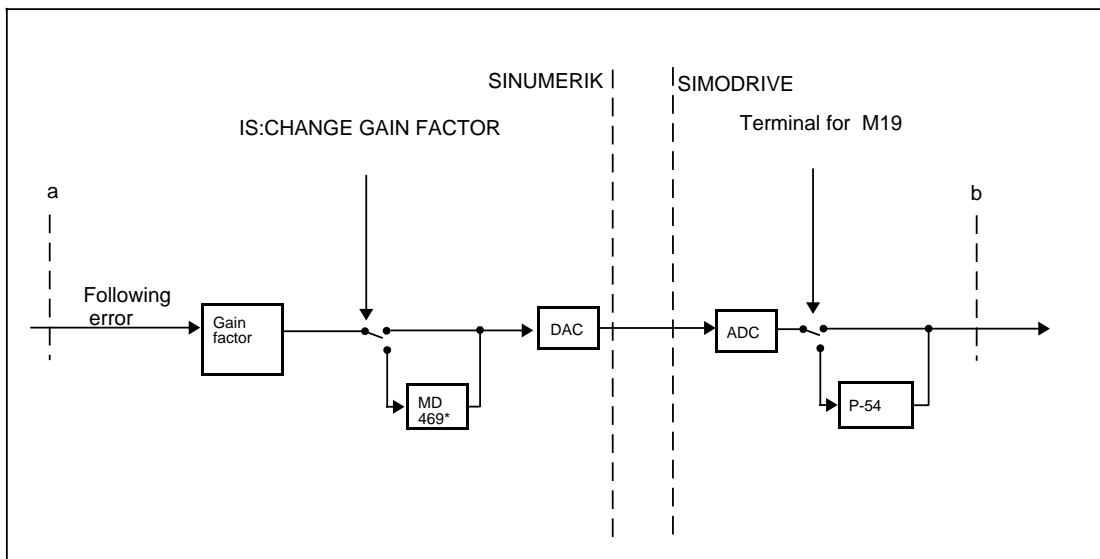 SINUMERIK
SIMODRIVE
IS:CHANGE GAIN FACTOR
Terminal for M19
a
b
Following
error
Gain
factor
DAC
ADC
MD
469*
P-54